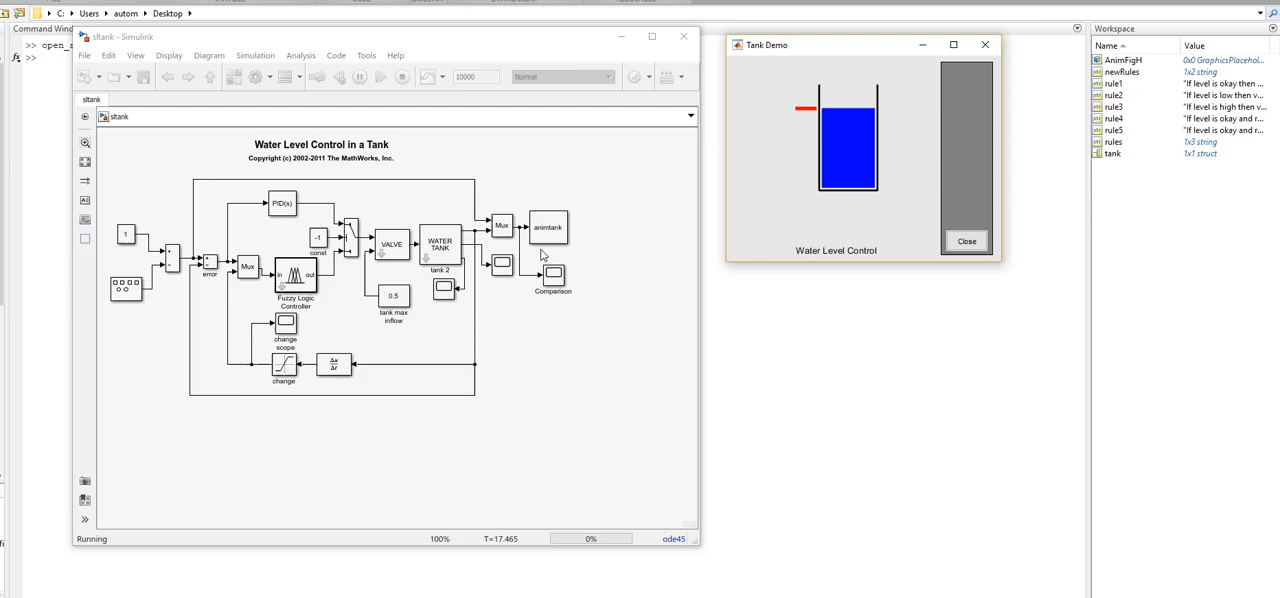 C: Users autom Desktop
Command Wind
>> open_s
>>
fx
sltank - Simulink
File Edit View Display Diagram Simulation Analysis Code Tools Help
10000 Normal
sltank
sltank
Water Level Control in a Tank
Copyright (c) 2002-2011 The MathWorks, Inc.
PID(s)
1
-1
const
VALVE
WATER
TANK
tank 2
Mux
animtank
error
Mux
in out
Fuzzy Logic
Controller
0.5
tank max
inflow
Comparison
change
scope
Δu
Δt
change
Running 100% T=17.465 0% ode45
Tank Demo
Close
Water Level Control
Workspace
Name Value
AnimFigH 0x0 GraphicsPlacehol...
newRules 1x2 string
rule1 "If level is okay then ...
rule2 "If level is low then v...
rule3 "If level is high then v...
rule4 "If level is okay and r...
rule5 "If level is okay and r...
rules 1x3 string
tank 1x1 struct